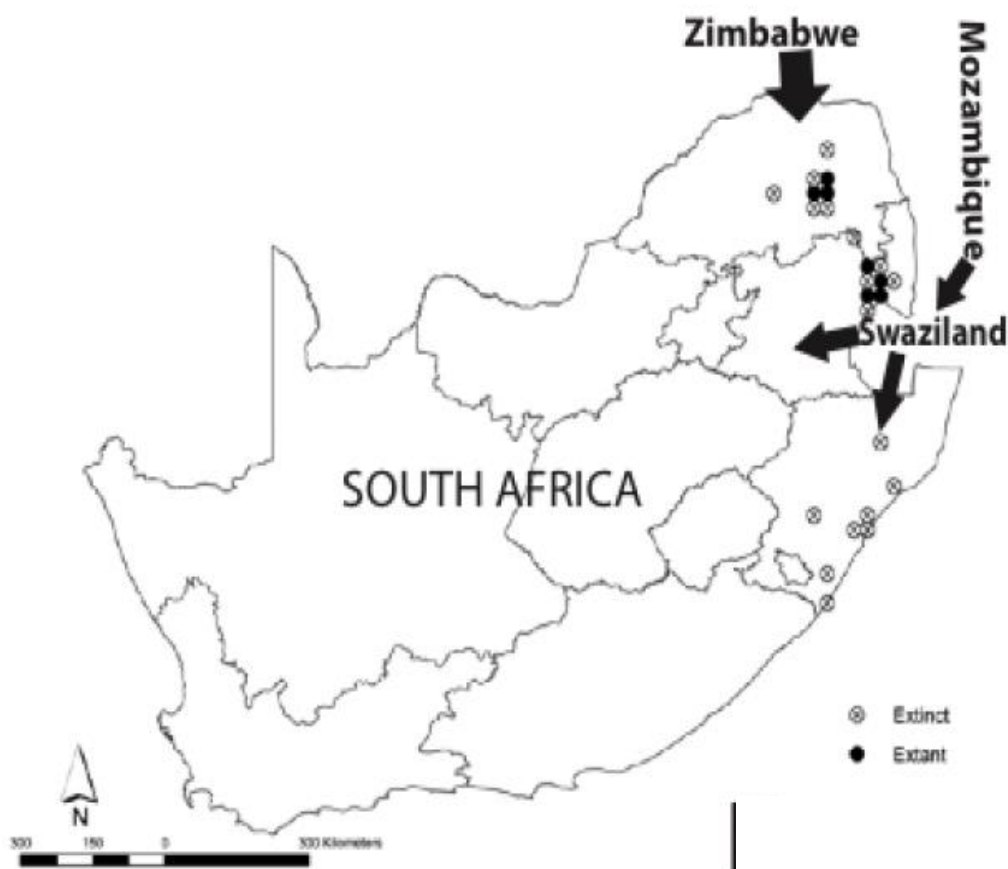 Zimbabwe
Mozambique
Swaziland
SOUTH AFRICA
Extinct
Extant
N
300 150 0 300 Kilometers